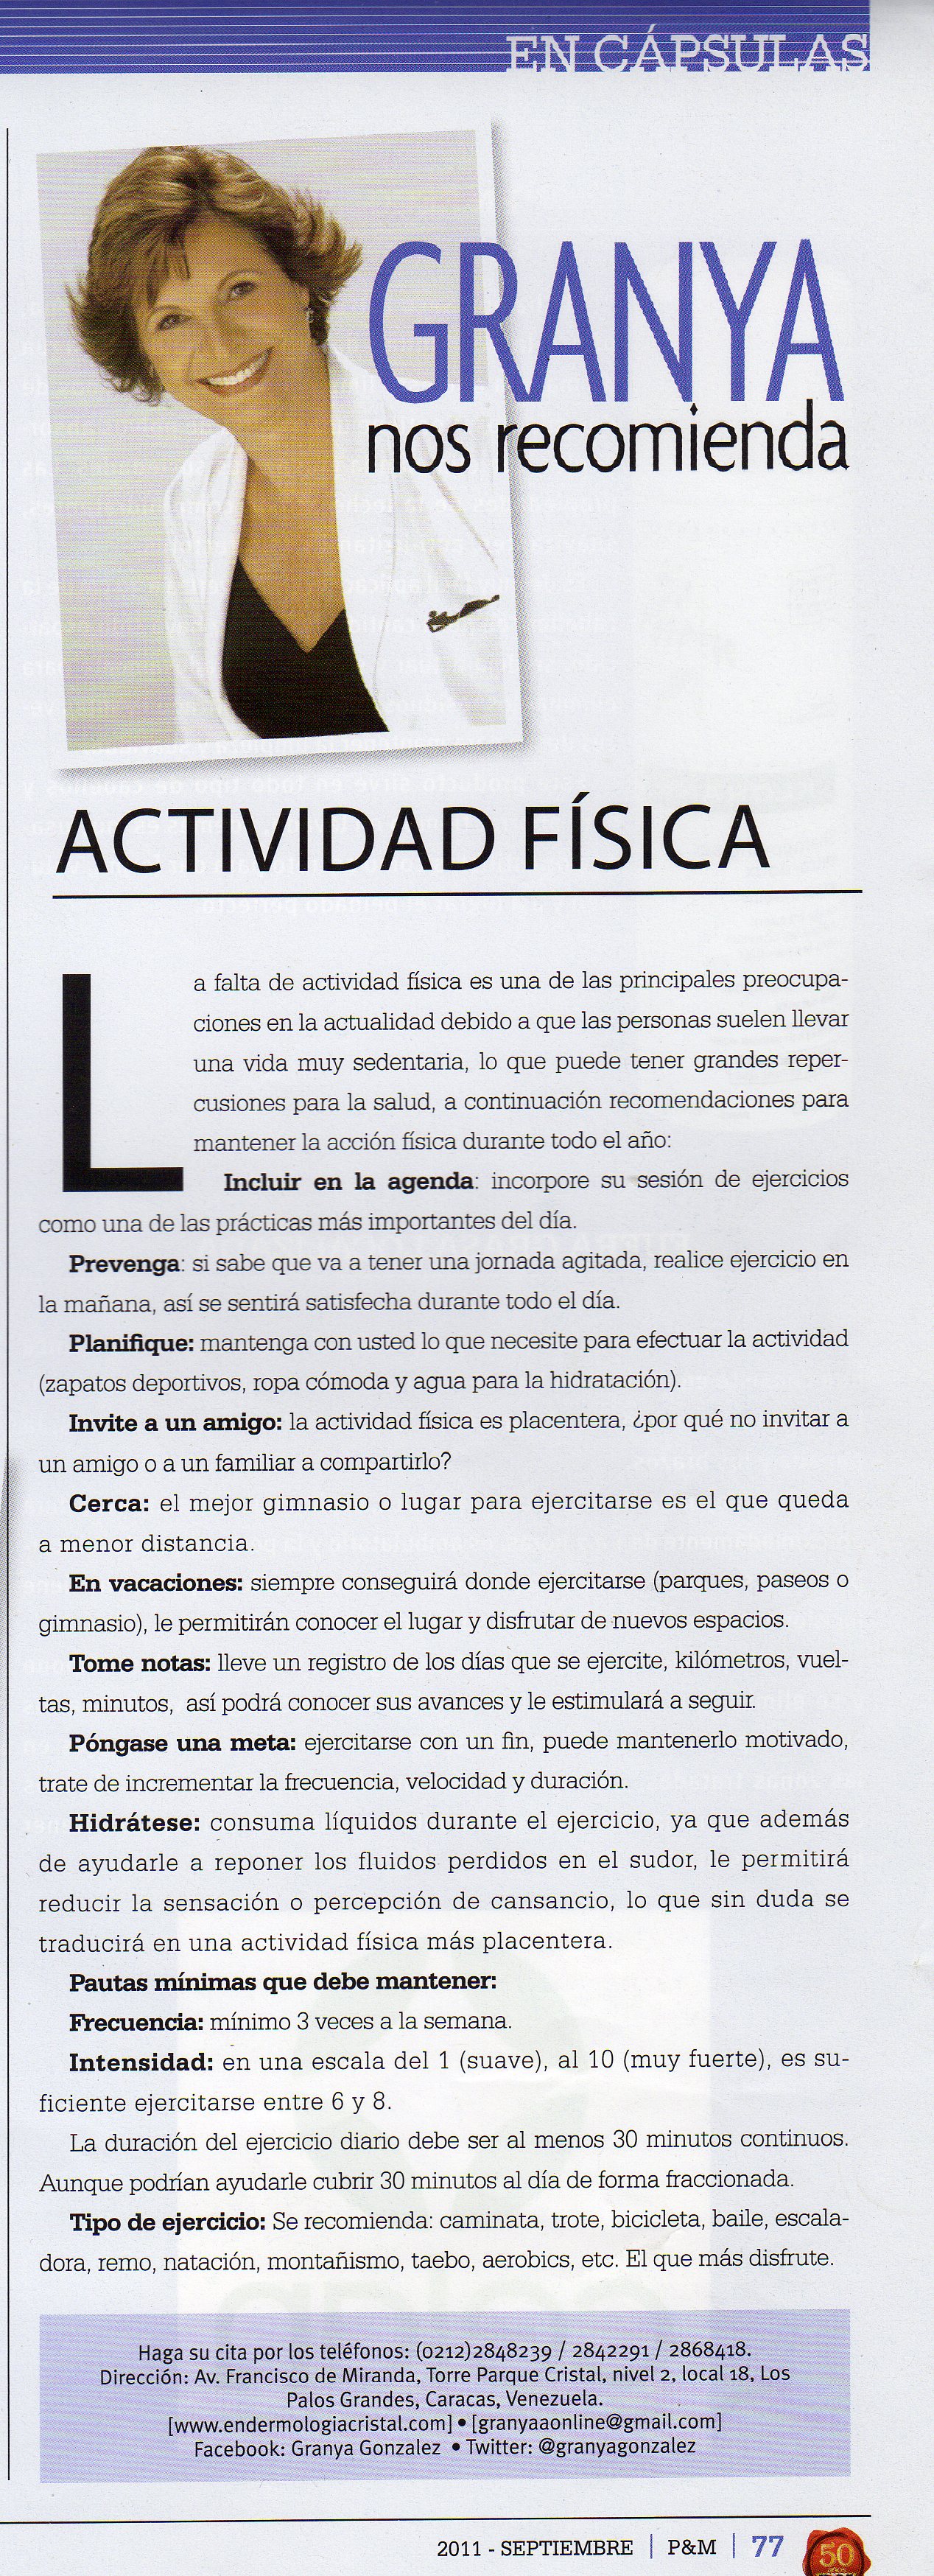 EN CÁPSULAS
GRANYA
nos recomienda
ACTIVIDAD FÍSICA
La falta de actividad física es una de las principales preocupa-
ciones en la actualidad debido a que las personas suelen llevar
una vida muy sedentaria, lo que puede tener grandes reper-
cusiones para la salud, a continuación recomendaciones para
mantener la acción física durante todo el año:
Incluir en la agenda: incorpore su sesión de ejercicios
como una de las prácticas más importantes del día.
Prevenga: si sabe que va a tener una jornada agitada, realice ejercicio en
la mañana, así se sentirá satisfecha durante todo el día.
Planifique: mantenga con usted lo que necesite para efectuar la actividad
(zapatos deportivos, ropa cómoda y agua para la hidratación).
Invite a un amigo: la actividad física es placentera, ¿por qué no invitar a
un amigo o a un familiar a compartirlo?
Cerca: el mejor gimnasio o lugar para ejercitarse es el que queda
a menor distancia.
En vacaciones: siempre conseguirá donde ejercitarse (parques, paseos o
gimnasio), le permitirán conocer el lugar y disfrutar de nuevos espacios.
Tome notas: lleve un registro de los días que se ejercite, kilómetros, vuel-
tas, minutos, así podrá conocer sus avances y le estimulará a seguir.
Póngase una meta: ejercitarse con un fin, puede mantenerlo motivado,
trate de incrementar la frecuencia, velocidad y duración.
Hidrátese: consuma líquidos durante el ejercicio, ya que además
de ayudarle a reponer los fluidos perdidos en el sudor, le permitirá
reducir la sensación o percepción de cansancio, lo que sin duda se
traducirá en una actividad física más placentera.
Pautas mínimas que debe mantener:
Frecuencia: mínimo 3 veces a la semana.
Intensidad: en una escala del 1 (suave), al 10 (muy fuerte), es su-
ficiente ejercitarse entre 6 y 8.
La duración del ejercicio diario debe ser al menos 30 minutos continuos.
Aunque podrían ayudarle cubrir 30 minutos al día de forma fraccionada.
Tipo de ejercicio: Se recomienda: caminata, trote, bicicleta, baile, escala-
dora, remo, natación, montañismo, taebo, aerobics, etc. El que más disfrute.
Haga su cita por los teléfonos: (0212)2848239 / 2842291 / 2868418.
Dirección: Av. Francisco de Miranda, Torre Parque Cristal, nivel 2, local 18, Los
Palos Grandes, Caracas, Venezuela.
[www.endermologiacristal.com] • [granyaaonline@gmail.com]
Facebook: Granya Gonzalez • Twitter: @granyagonzalez
2011 - SEPTIEMBRE | P&M | 77
50
años